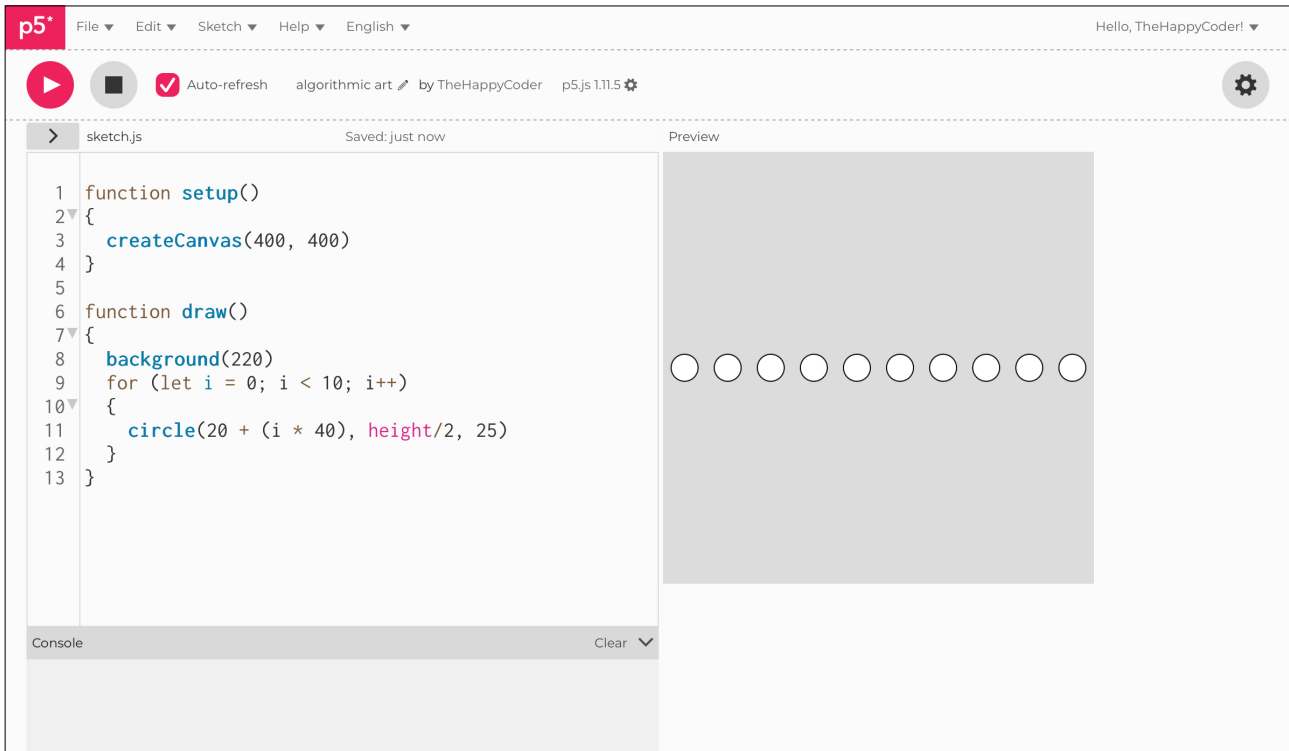 p5* File Edit Sketch Help English Hello, TheHappyCoder!
Auto-refresh algorithmic art by TheHappyCoder p5.js 1.11.5
sketch.js Saved: just now Preview
1 function setup()
2 {
3   createCanvas(400, 400)
4 }
5
6 function draw()
7 {
8   background(220)
9   for (let i = 0; i < 10; i++)
10   {
11     circle(20 + (i * 40), height/2, 25)
12   }
13 }
Console Clear